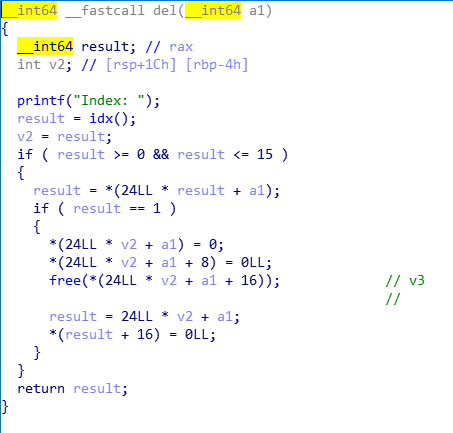 __int64 __fastcall del(__int64 a1)
{
  __int64 result; // rax
  int v2; // [rsp+1Ch] [rbp-4h]

  printf("Index: ");
  result = idx();
  v2 = result;
  if ( result >= 0 && result <= 15 )
  {
    result = *(24LL * result + a1);
    if ( result == 1 )
    {
      *(24LL * v2 + a1) = 0;
      *(24LL * v2 + a1 + 8) = 0LL;
      free(*(24LL * v2 + a1 + 16));             // v3
                                                //
      result = 24LL * v2 + a1;
      *(result + 16) = 0LL;
    }
  }
  return result;
}